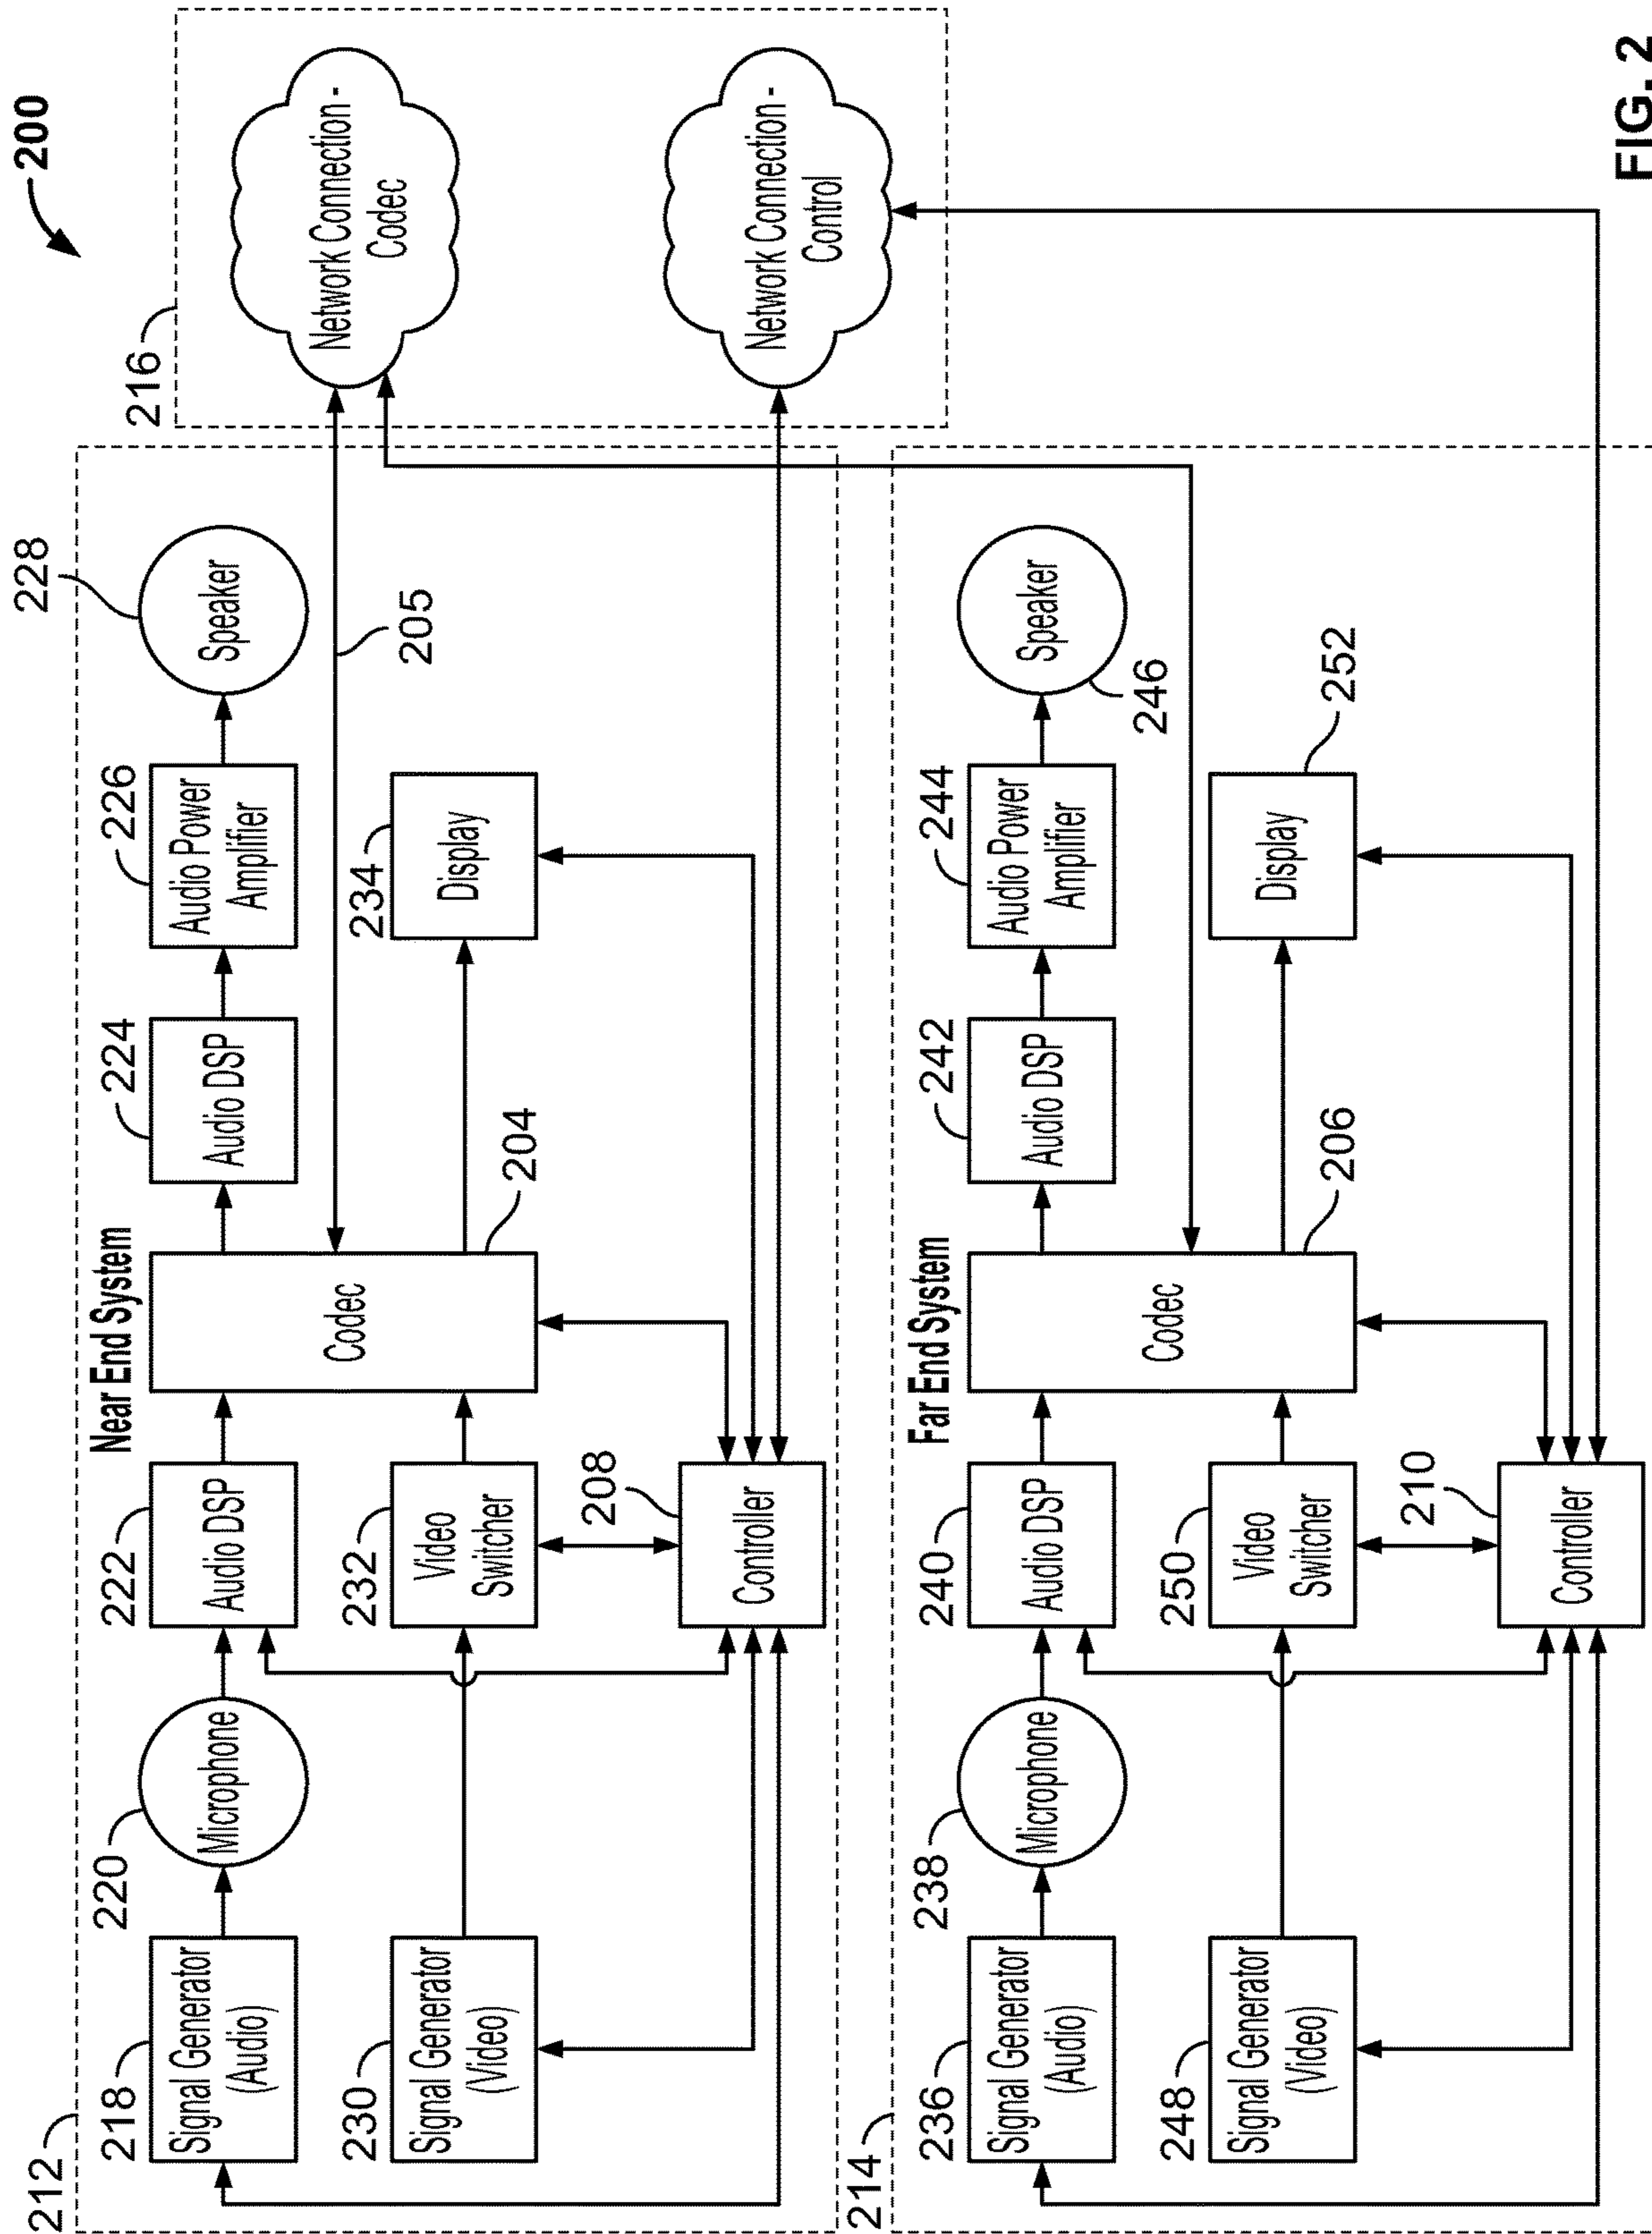 200
216
Network Connection -
Codec
Network Connection -
Control
212
Near End System
218
Signal Generator
(Audio)
220
Microphone
222
Audio DSP
224
Audio DSP
226
Audio Power
Amplifier
228
Speaker
204
Codec
205
230
Signal Generator
(Video)
232
Video
Switcher
234
Display
208
Controller
214
Far End System
236
Signal Generator
(Audio)
238
Microphone
240
Audio DSP
242
Audio DSP
244
Audio Power
Amplifier
246
Speaker
206
Codec
248
Signal Generator
(Video)
250
Video
Switcher
252
Display
210
Controller
FIG. 2